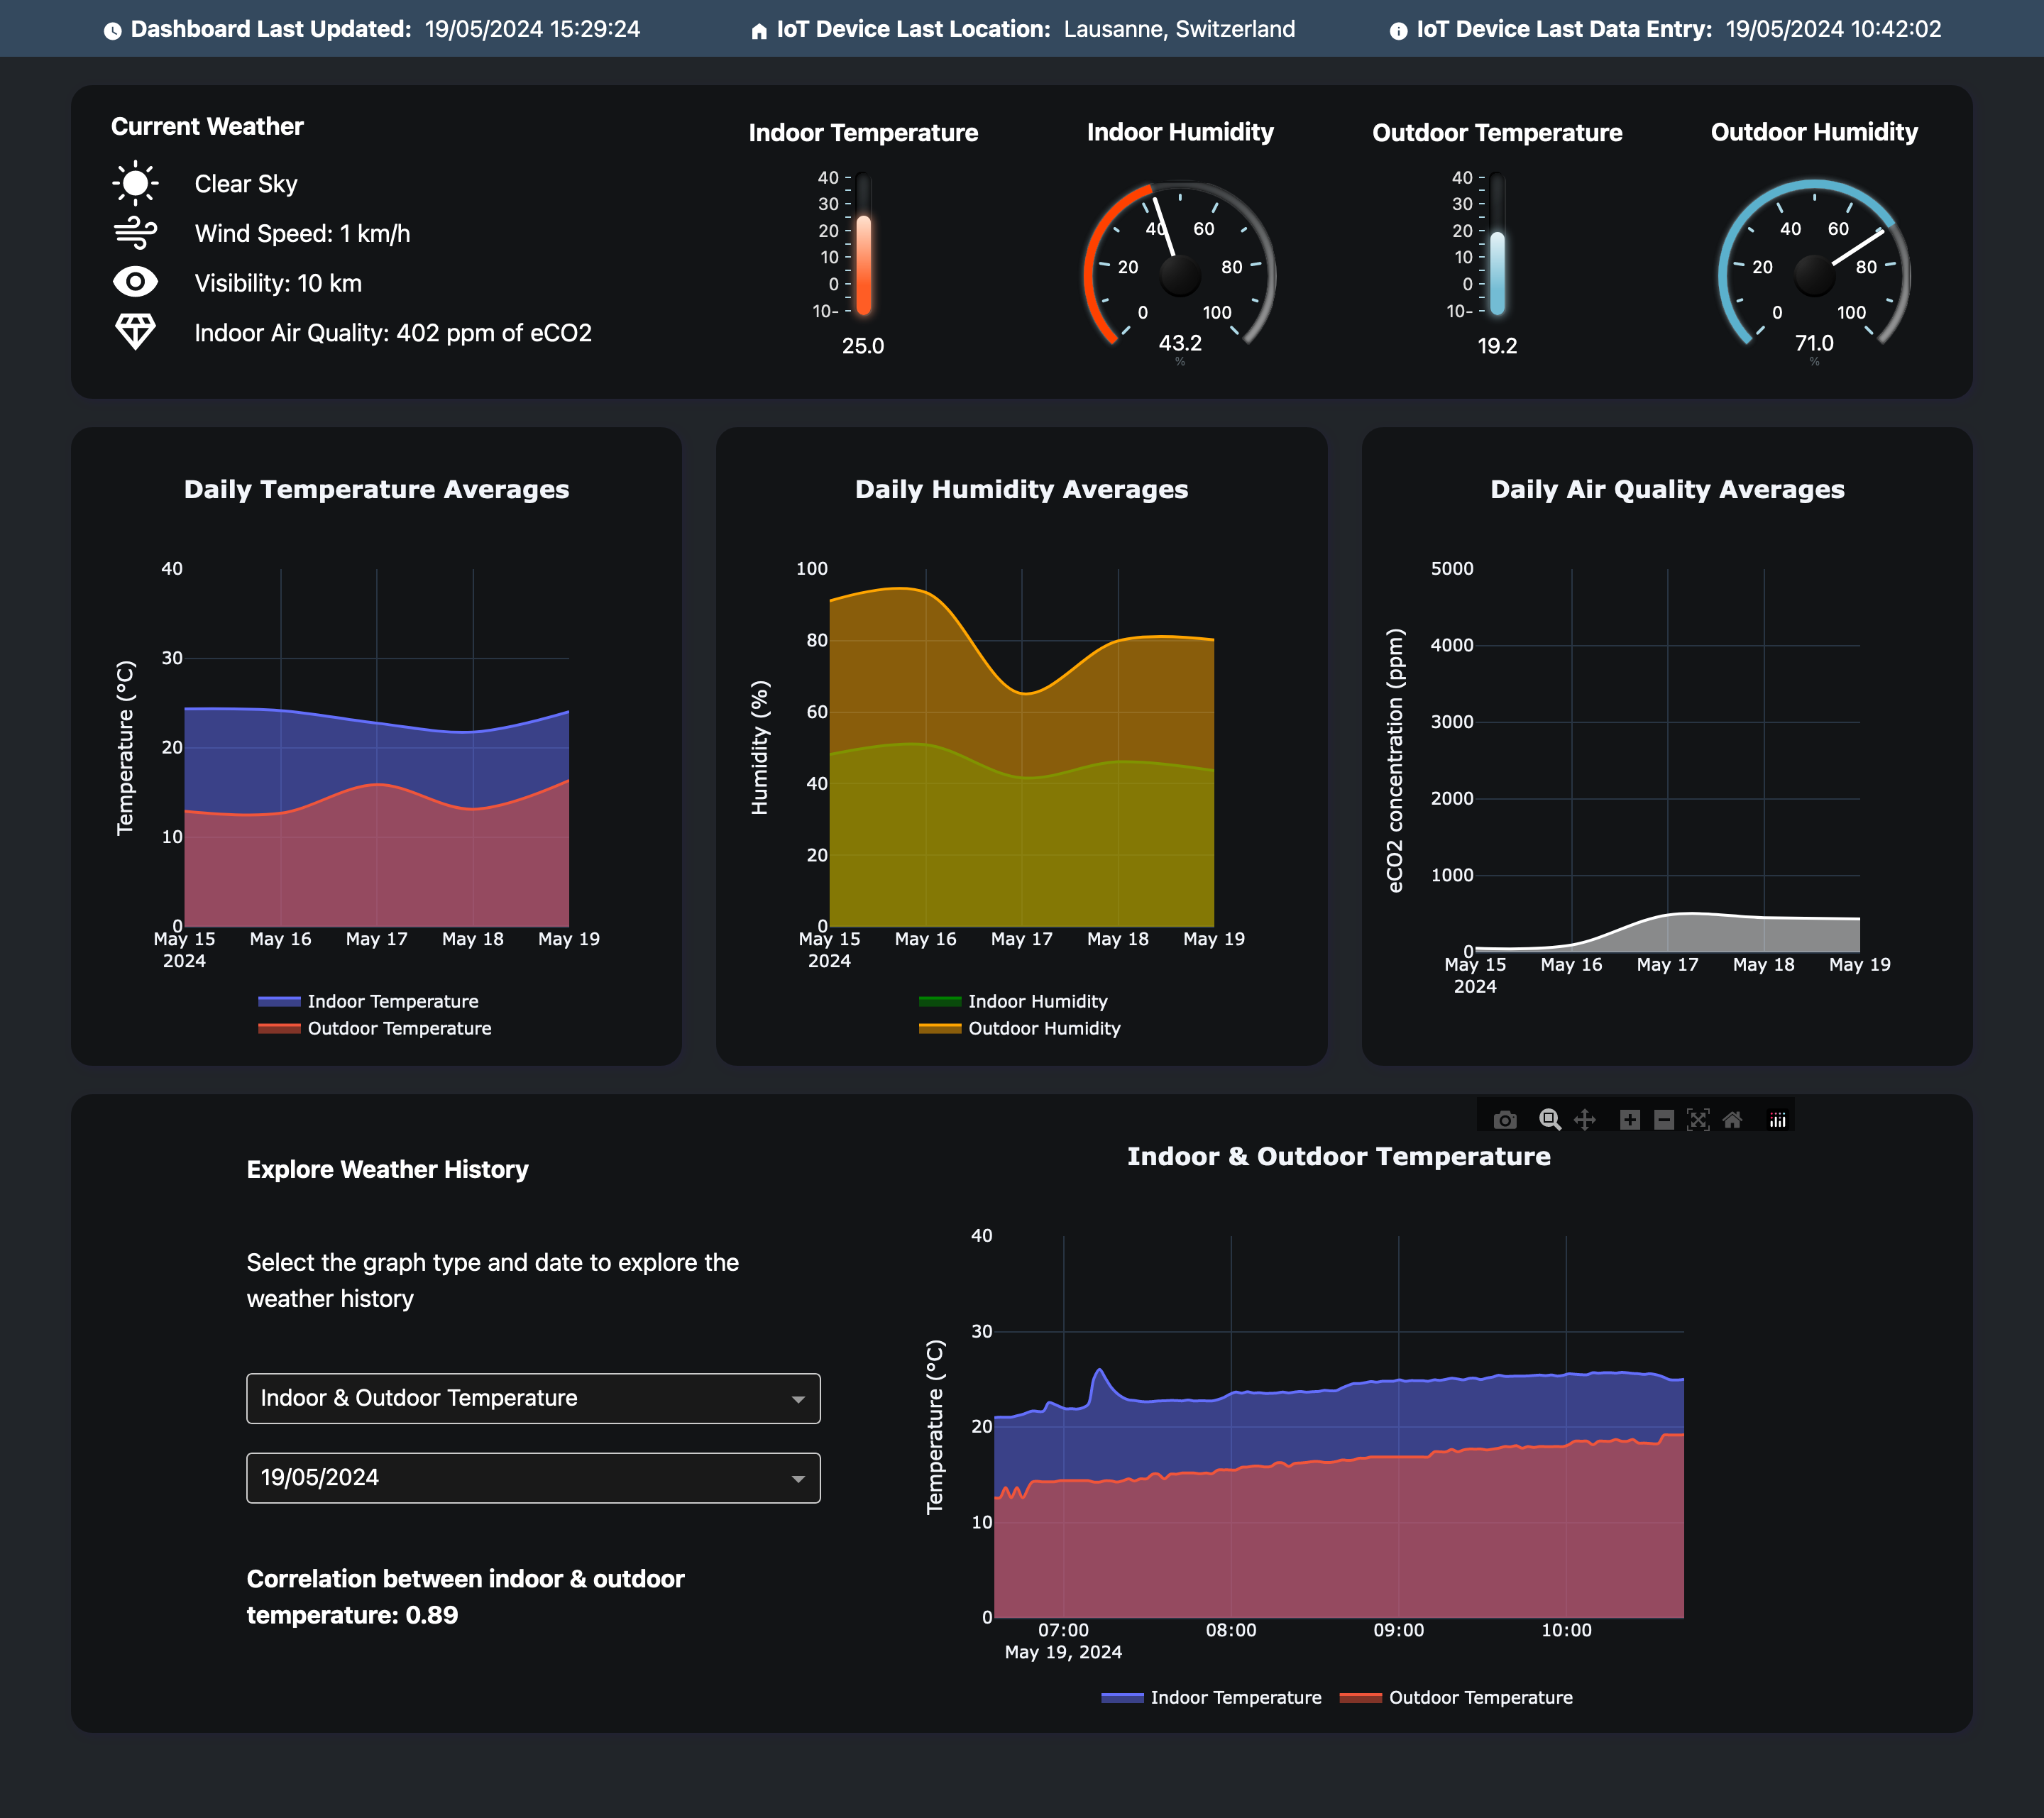 Dashboard Last Updated: 19/05/2024 15:29:24
IoT Device Last Location: Lausanne, Switzerland
IoT Device Last Data Entry: 19/05/2024 10:42:02
Current Weather
Clear Sky
Wind Speed: 1 km/h
Visibility: 10 km
Indoor Air Quality: 402 ppm of eCO2
Indoor Temperature
40
30
20
10
0
10-
25.0
Indoor Humidity
0
20
40
60
80
100
43.2
%
Outdoor Temperature
40
30
20
10
0
10-
19.2
Outdoor Humidity
0
20
40
60
80
100
71.0
%
Daily Temperature Averages
Temperature (°C)
40
30
20
10
0
May 15 May 16 May 17 May 18 May 19
2024
Indoor Temperature
Outdoor Temperature
Daily Humidity Averages
Humidity (%)
100
80
60
40
20
0
May 15 May 16 May 17 May 18 May 19
2024
Indoor Humidity
Outdoor Humidity
Daily Air Quality Averages
eCO2 concentration (ppm)
5000
4000
3000
2000
1000
0
May 15 May 16 May 17 May 18 May 19
2024
Explore Weather History
Select the graph type and date to explore the
weather history
Indoor & Outdoor Temperature
19/05/2024
Correlation between indoor & outdoor
temperature: 0.89
Indoor & Outdoor Temperature
Temperature (°C)
40
30
20
10
0
07:00 08:00 09:00 10:00
May 19, 2024
Indoor Temperature Outdoor Temperature